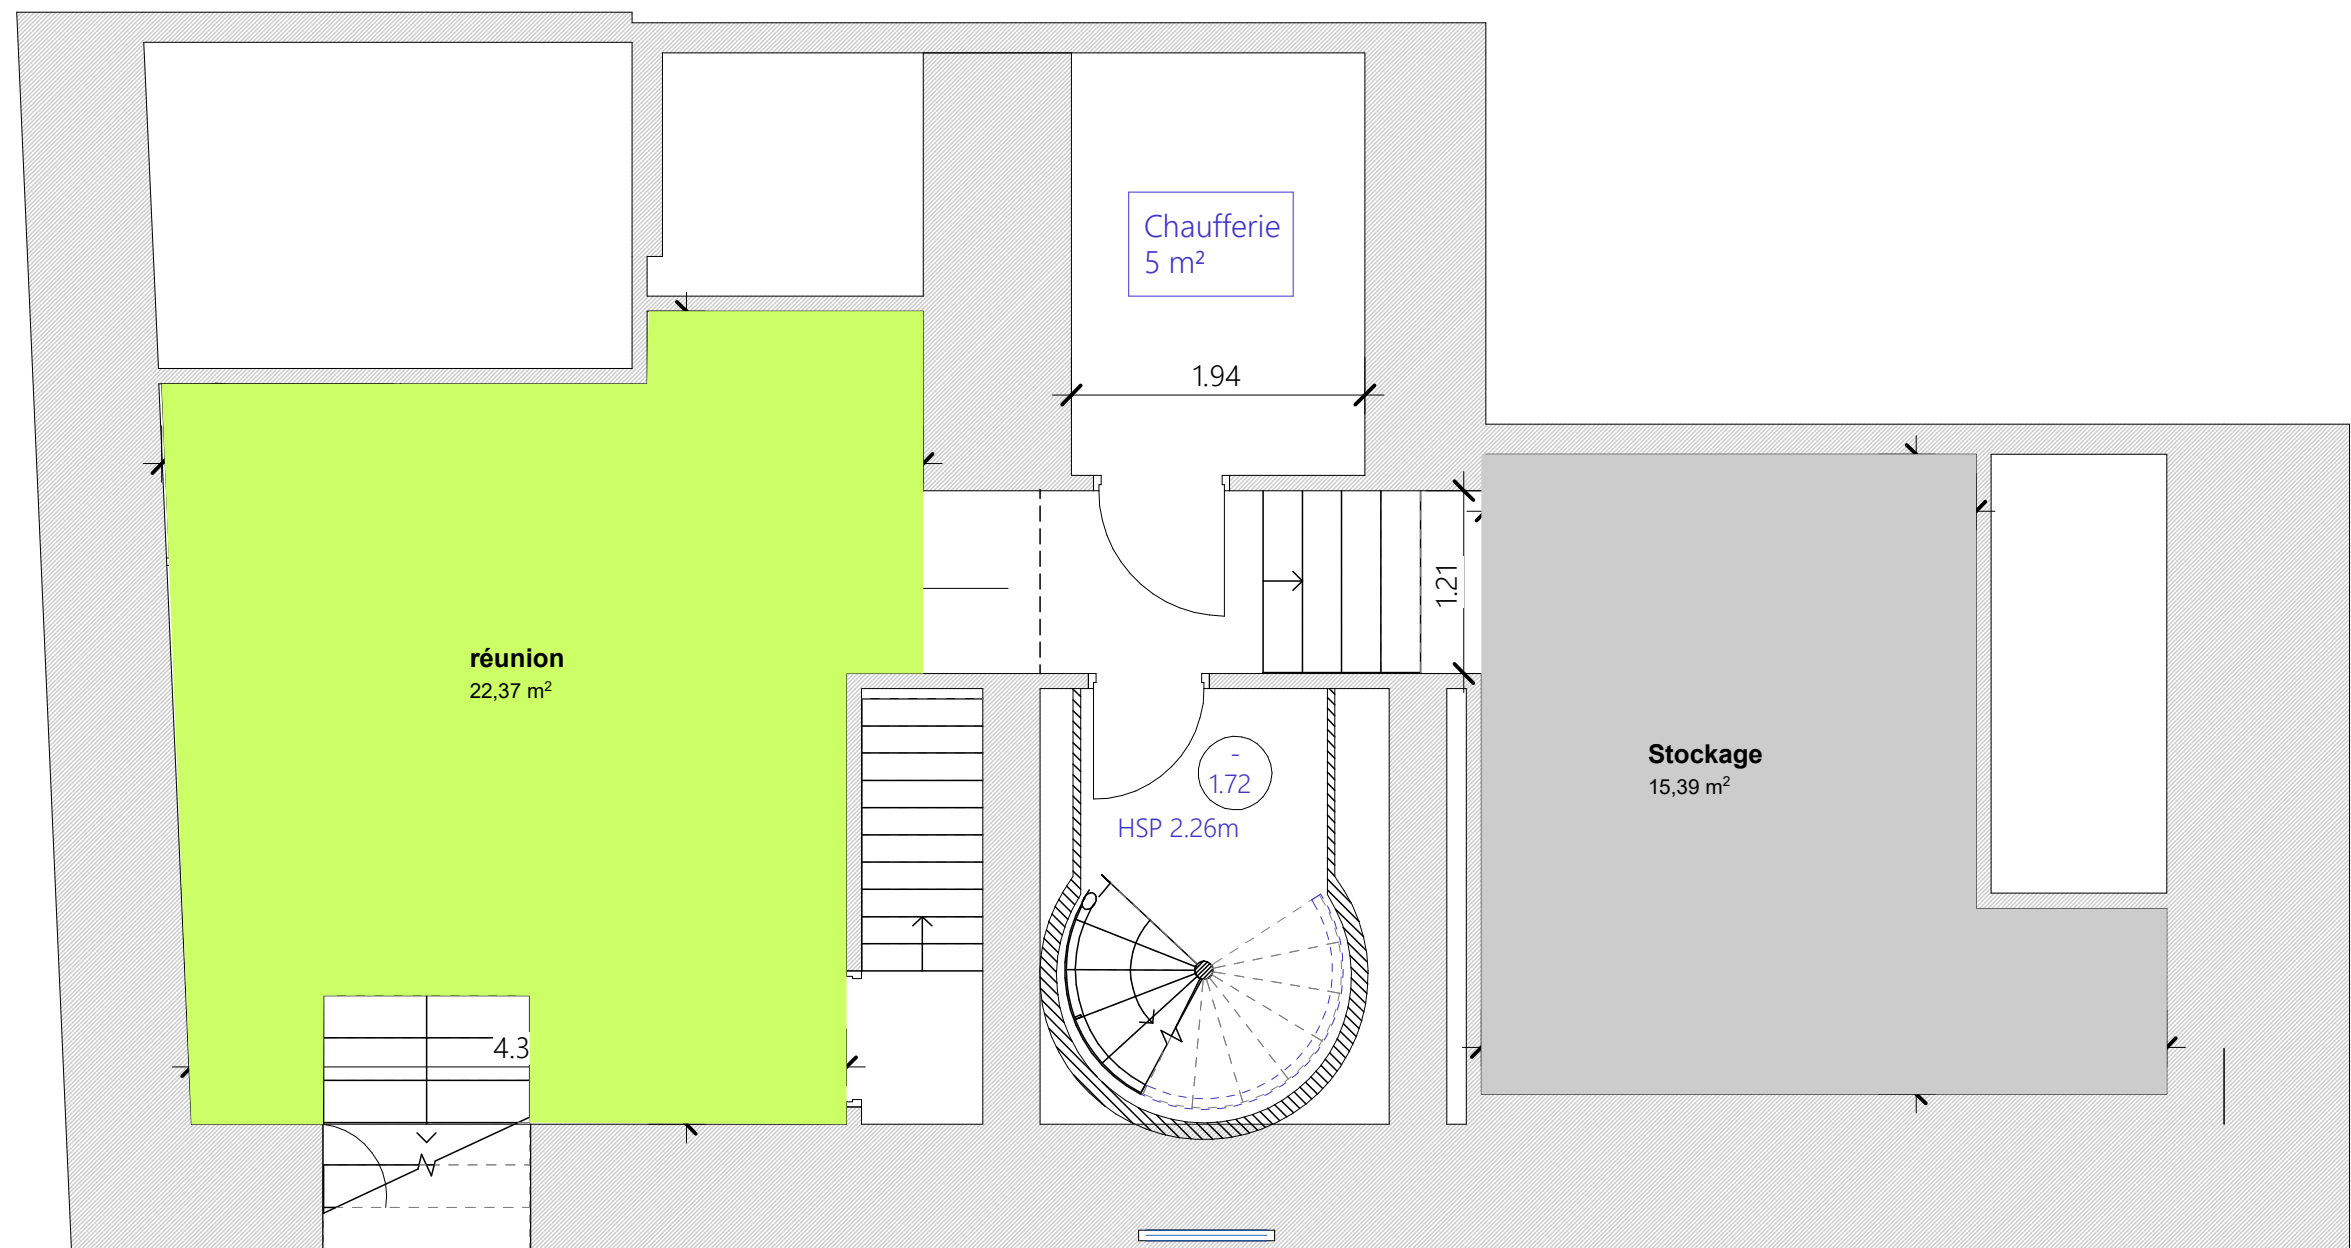 Chaufferie
5 m²
1.94
1.21
réunion
22,37 m²
Stockage
15,39 m²
-
1.72
HSP 2.26m
4.3